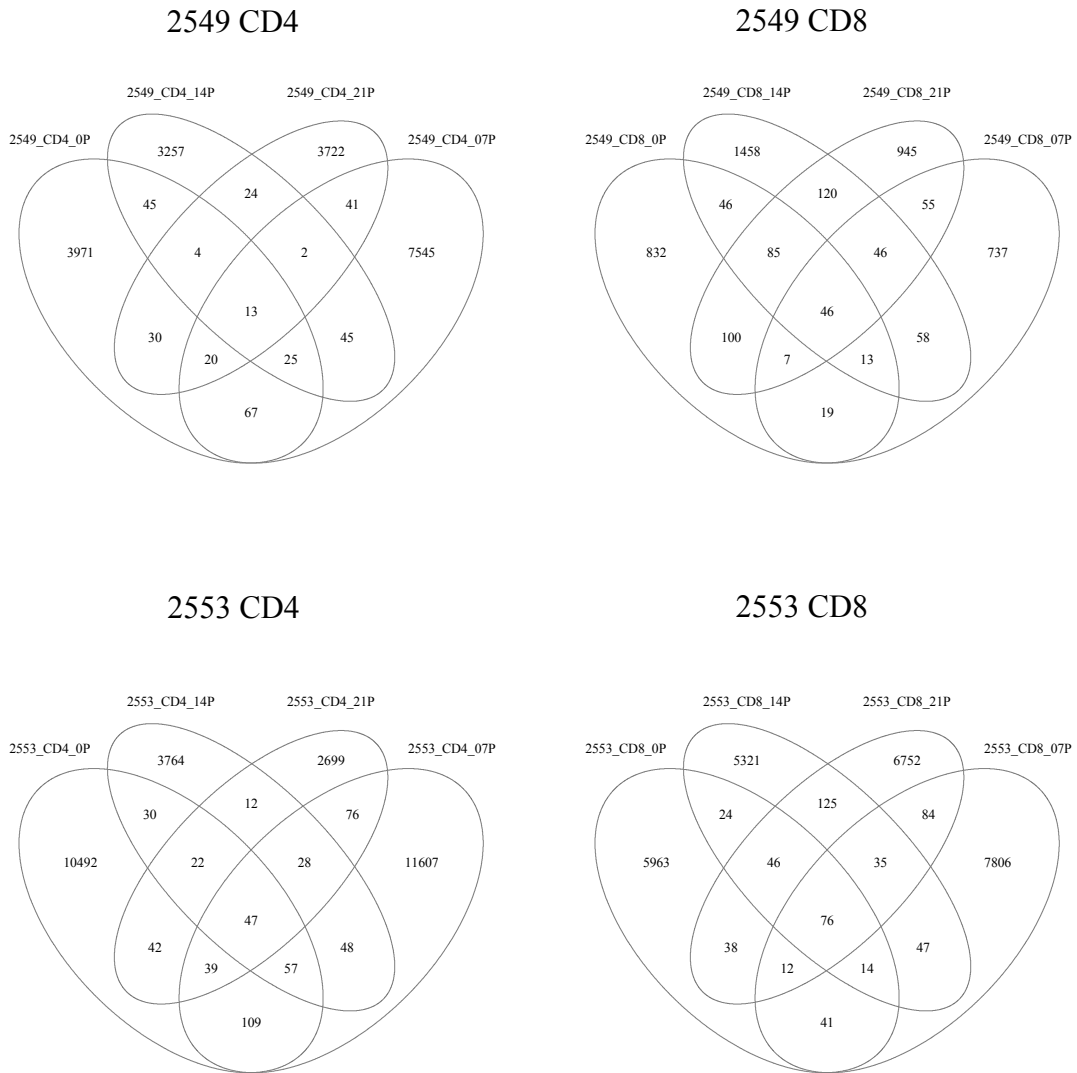 2549 CD4
2549_CD4_14P 2549_CD4_21P
2549_CD4_0P 2549_CD4_07P
3257 3722
24
45 41
3971 4 2 7545
13
30 45
20 25
67
2549 CD8
2549_CD8_14P 2549_CD8_21P
2549_CD8_0P 2549_CD8_07P
1458 945
120
46 55
832 85 46 737
46
100 58
7 13
19
2553 CD4
2553_CD4_14P 2553_CD4_21P
2553_CD4_0P 2553_CD4_07P
3764 2699
12
30 76
10492 22 28 11607
47
42 48
39 57
109
2553 CD8
2553_CD8_14P 2553_CD8_21P
2553_CD8_0P 2553_CD8_07P
5321 6752
125
24 84
5963 46 35 7806
76
38 47
12 14
41